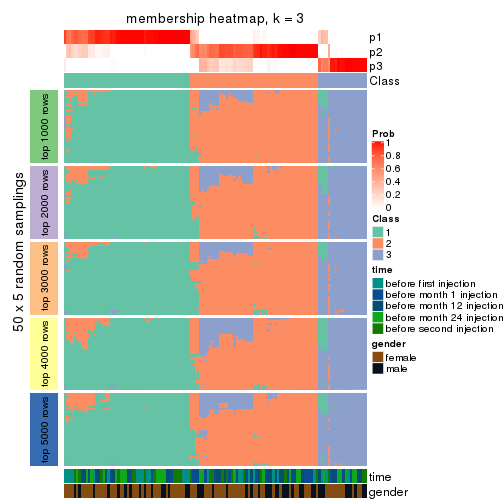 membership heatmap, k = 3
p1
p2
p3
Class
50 x 5 random samplings
top 1000 rows
top 2000 rows
top 3000 rows
top 4000 rows
top 5000 rows
time
gender
Prob
1
0.8
0.6
0.4
0.2
0
Class
1
2
3
time
before first injection
before month 1 injection
before month 12 injection
before month 24 injection
before second injection
gender
female
male